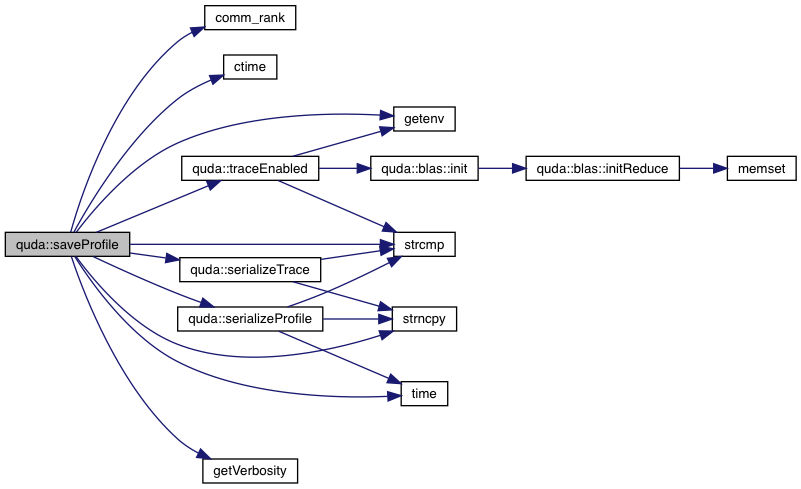 comm_rank
ctime
getenv
quda::traceEnabled
quda::blas::init
quda::blas::initReduce
memset
quda::saveProfile
strcmp
quda::serializeTrace
quda::serializeProfile
strncpy
time
getVerbosity